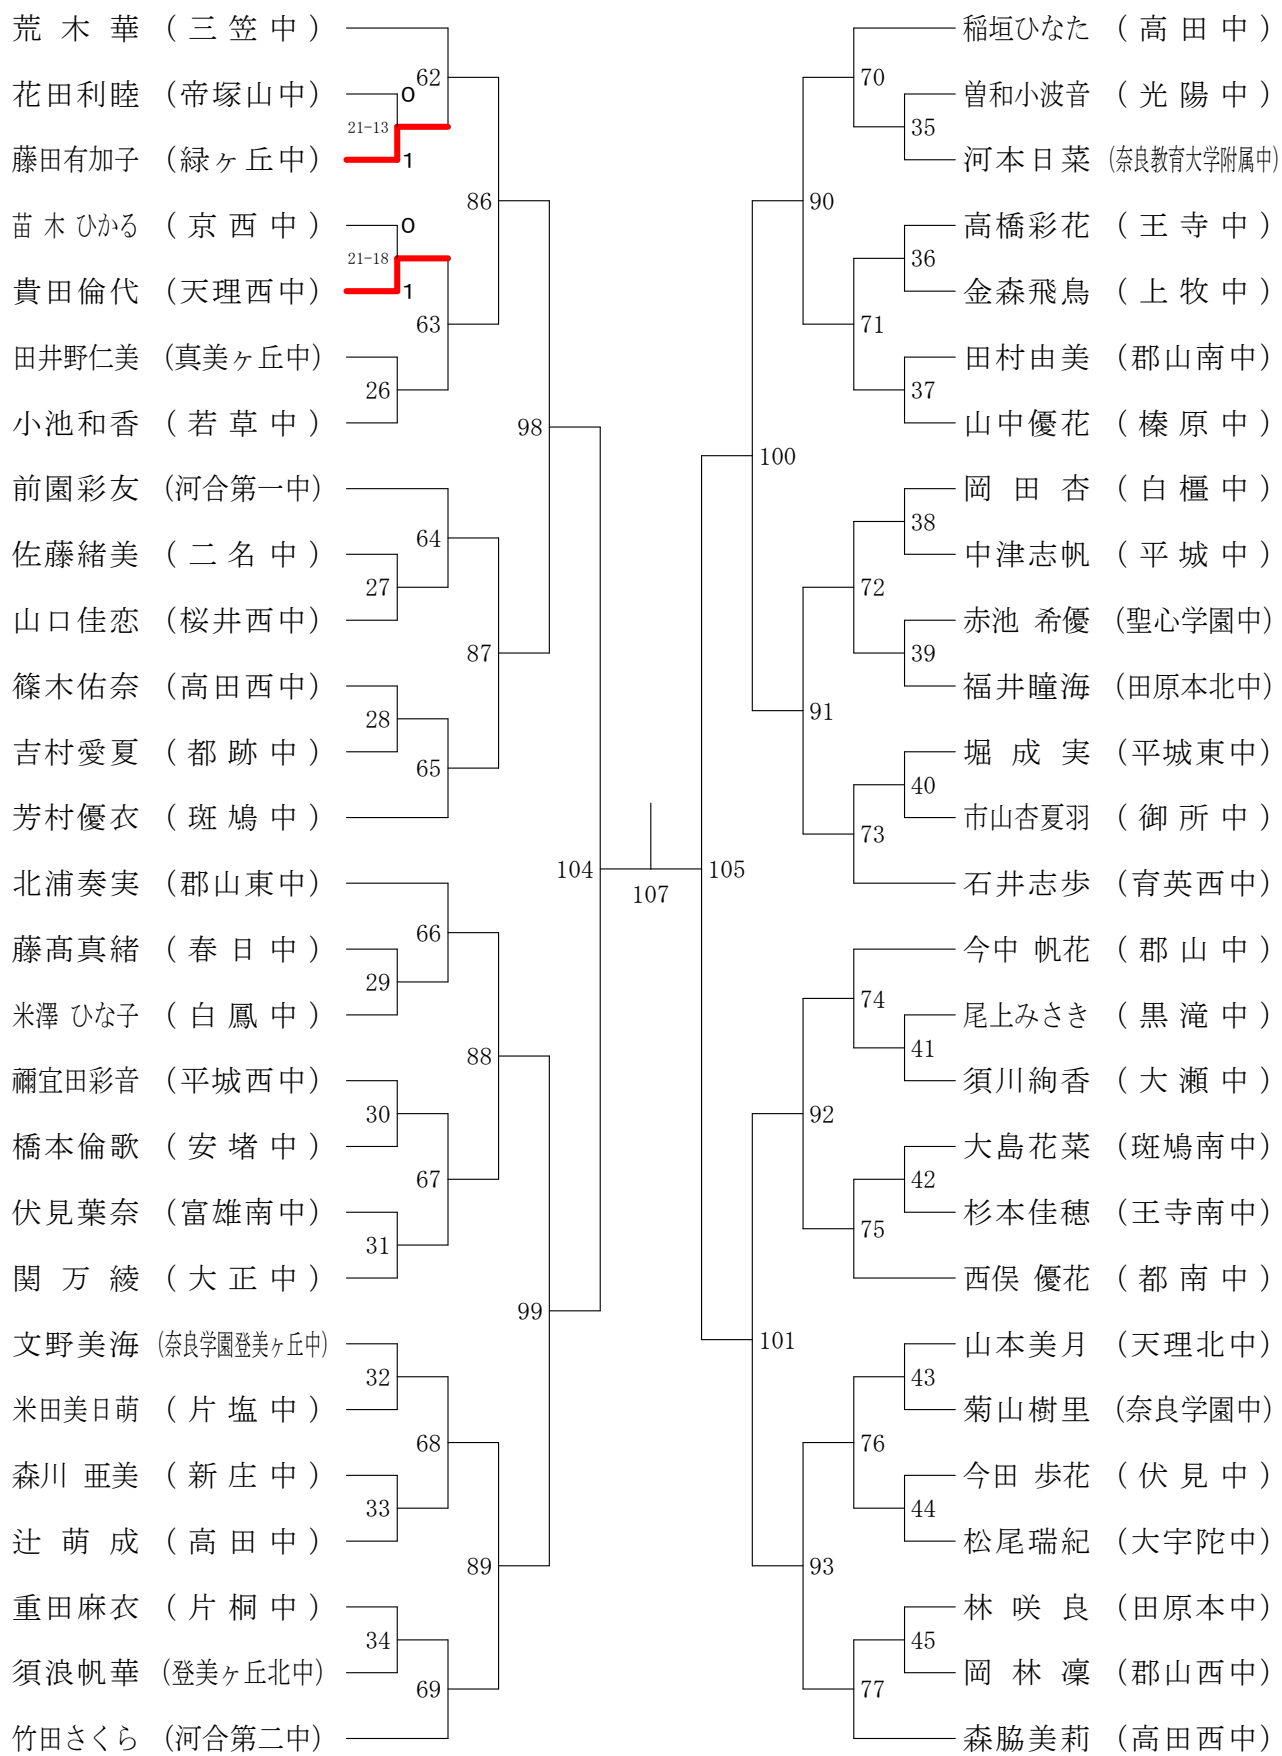 荒木華 (三笠中)
62
花田利睦 (帝塚山中)
0
21-13
藤田有加子 (緑ヶ丘中)
1
86
苗木ひかる (京西中)
0
21-18
貴田倫代 (天理西中)
1
63
田井野仁美 (真美ヶ丘中)
26
小池和香 (若草中)
98
前園彩友 (河合第一中)
64
佐藤緒美 (二名中)
27
山口佳恋 (桜井西中)
87
篠木佑奈 (高田西中)
28
吉村愛夏 (都跡中)
65
芳村優衣 (斑鳩中)
104
北浦奏実 (郡山東中)
66
藤髙真緒 (春日中)
29
米澤ひな子 (白鳳中)
88
禰宜田彩音 (平城西中)
30
橋本倫歌 (安堵中)
67
伏見葉奈 (富雄南中)
31
関万綾 (大正中)
99
文野美海 (奈良学園登美ヶ丘中)
32
米田美日萌 (片塩中)
68
森川亜美 (新庄中)
33
辻萌成 (高田中)
89
重田麻衣 (片桐中)
34
須浪帆華 (登美ヶ丘北中)
69
竹田さくら (河合第二中)
107
稲垣ひなた (高田中)
70
曽和小波音 (光陽中)
35
河本日菜 (奈良教育大学附属中)
90
高橋彩花 (王寺中)
36
金森飛鳥 (上牧中)
71
田村由美 (郡山南中)
37
山中優花 (榛原中)
100
岡田杏 (白橿中)
38
中津志帆 (平城中)
72
赤池希優 (聖心学園中)
39
福井瞳海 (田原本北中)
91
堀成実 (平城東中)
40
市山杏夏羽 (御所中)
73
石井志歩 (育英西中)
105
今中帆花 (郡山中)
74
尾上みさき (黒滝中)
41
須川絢香 (大瀬中)
92
大島花菜 (斑鳩南中)
42
杉本佳穂 (王寺南中)
75
西俣優花 (都南中)
101
山本美月 (天理北中)
43
菊山樹里 (奈良学園中)
76
今田歩花 (伏見中)
44
松尾瑞紀 (大宇陀中)
93
林咲良 (田原本中)
45
岡林凜 (郡山西中)
77
森脇美莉 (高田西中)